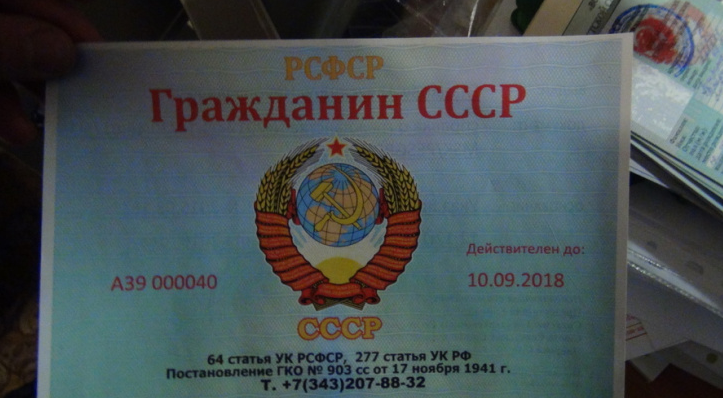 РСФСР
Гражданин СССР
Действителен до:
А39 000040
10.09.2018
СССР
64 статья УК РСФСР, 277 статья УК РФ
Постановление ГКО № 903 сс от 17 ноября 1941 г.
Т. +7(343)207-88-32